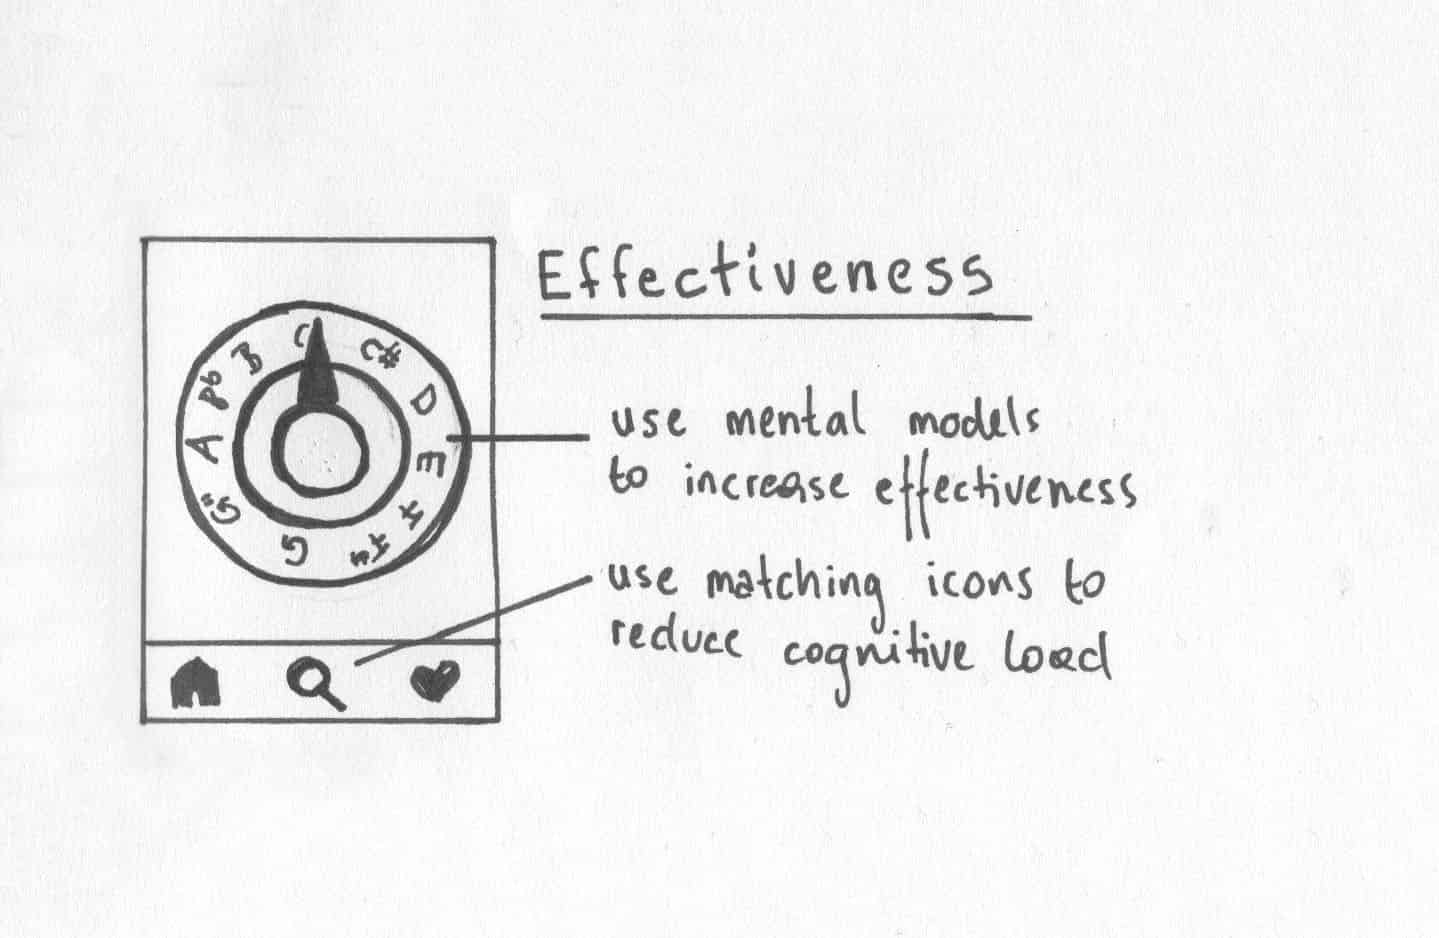 Effectiveness
C
C#
D
E
F
F#
G
G#
A
Bb
B
use mental models
to increase effectiveness
use matching icons to
reduce cognitive load